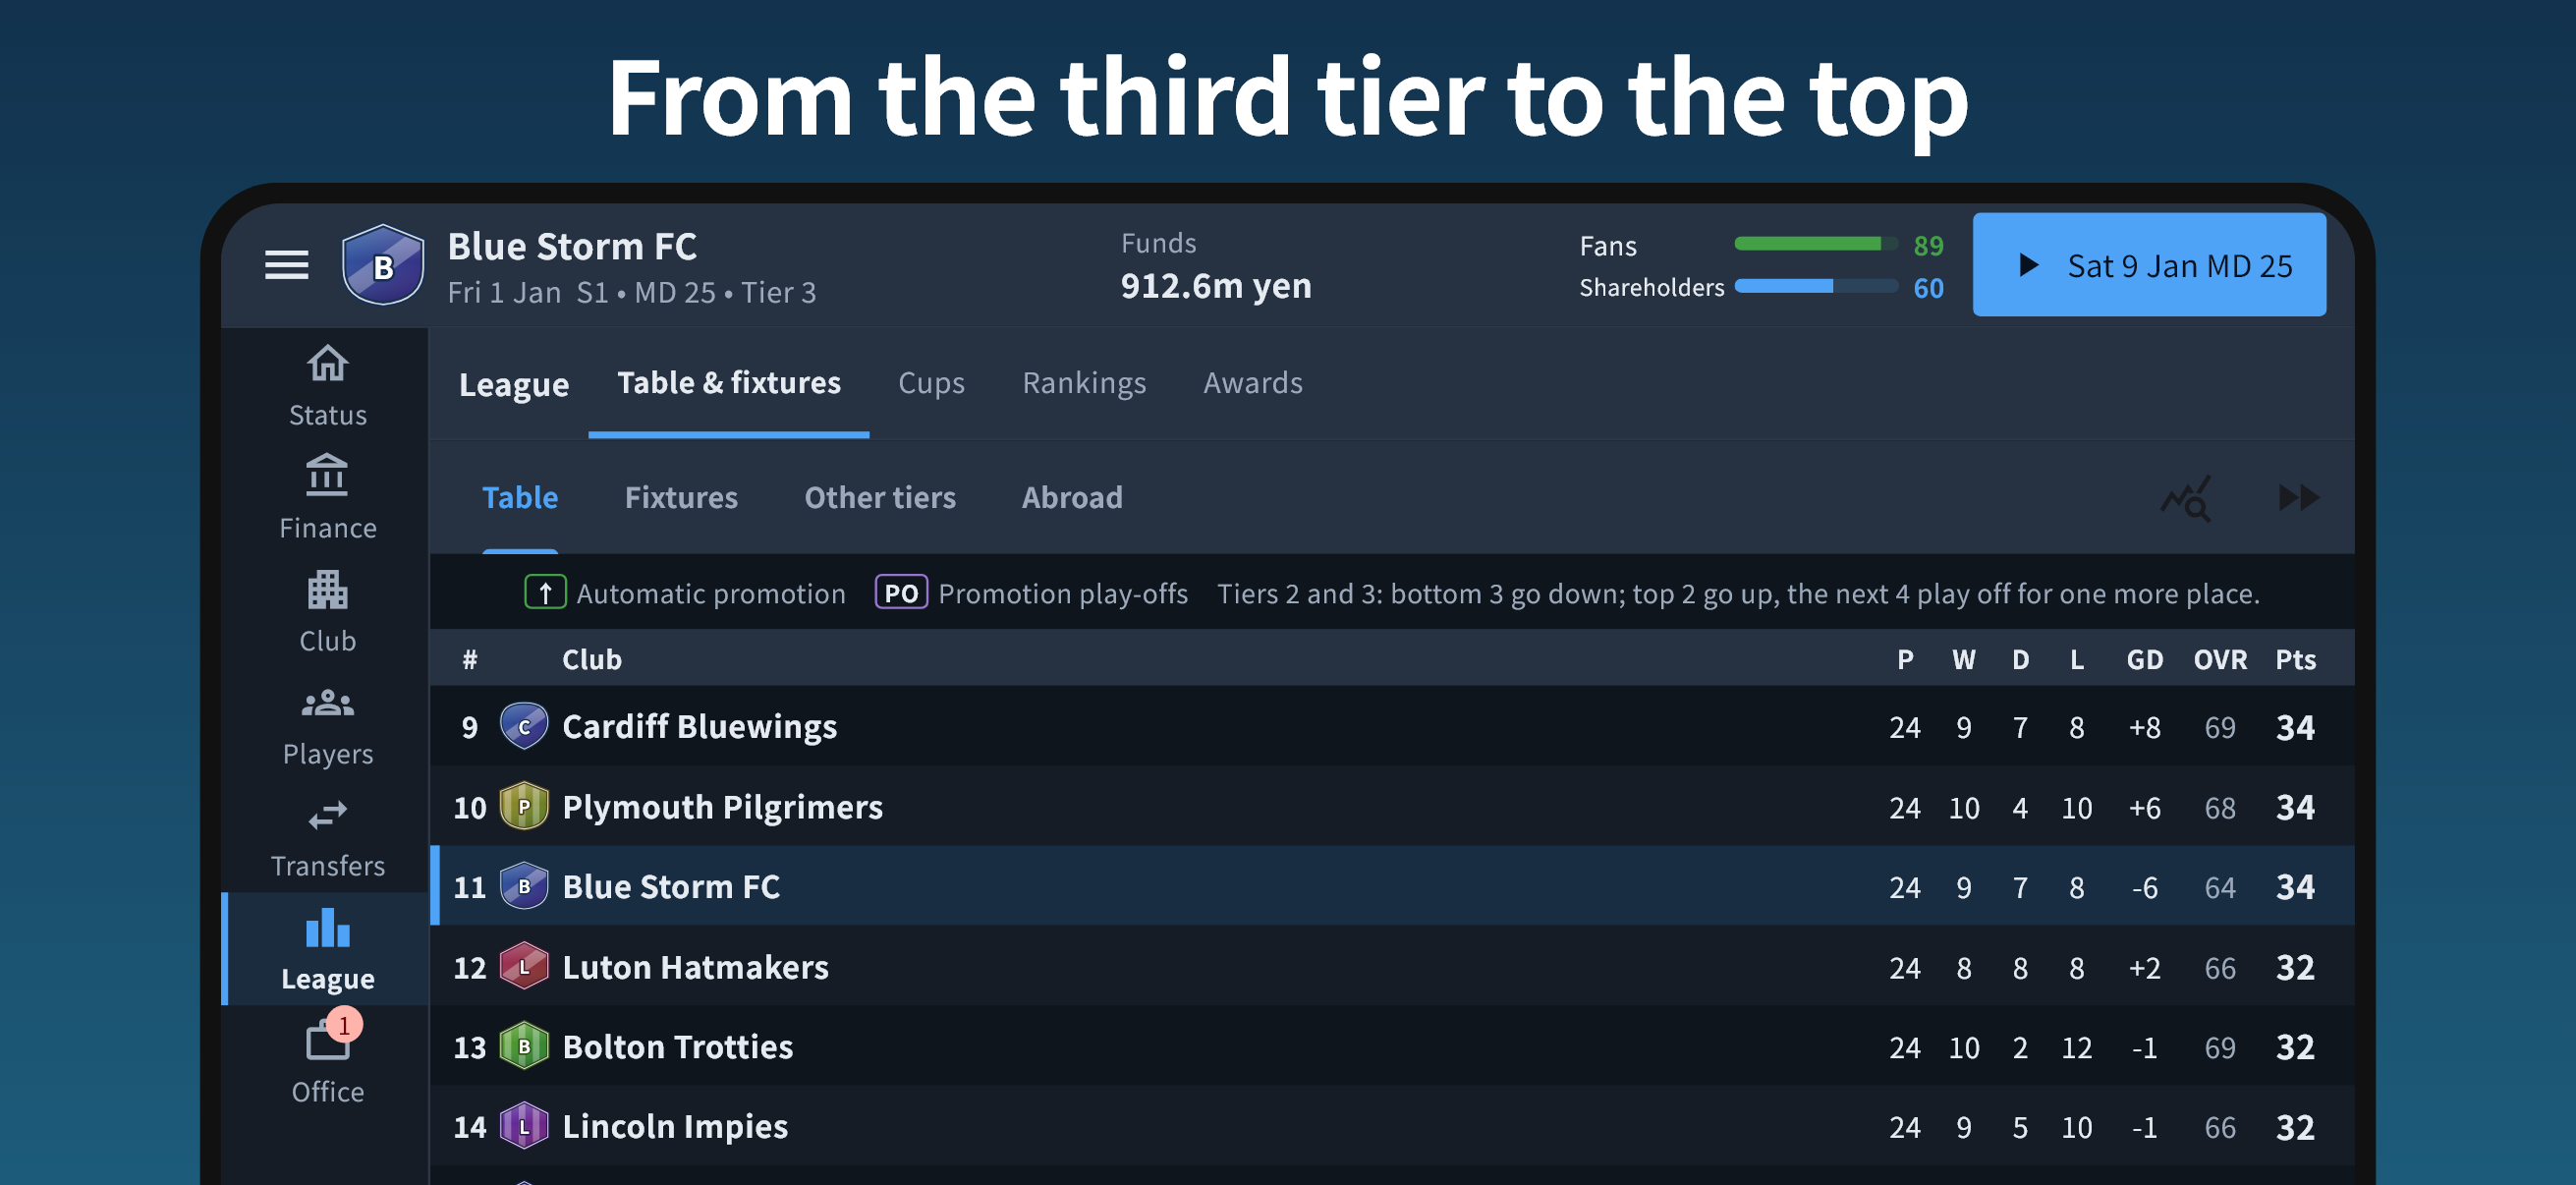 From the third tier to the top
B
Blue Storm FC
Fri 1 Jan S1 • MD 25 • Tier 3
Funds
912.6m yen
Fans 89
Shareholders 60
Sat 9 Jan MD 25
Status
Finance
Club
Players
Transfers
League
1
Office
League Table & fixtures Cups Rankings Awards
Table Fixtures Other tiers Abroad
↑ Automatic promotion PO Promotion play-offs Tiers 2 and 3: bottom 3 go down; top 2 go up, the next 4 play off for one more place.
# Club P W D L GD OVR Pts
9 C Cardiff Bluewings 24 9 7 8 +8 69 34
10 P Plymouth Pilgrimers 24 10 4 10 +6 68 34
11 B Blue Storm FC 24 9 7 8 -6 64 34
12 L Luton Hatmakers 24 8 8 8 +2 66 32
13 B Bolton Trotties 24 10 2 12 -1 69 32
14 L Lincoln Impies 24 9 5 10 -1 66 32